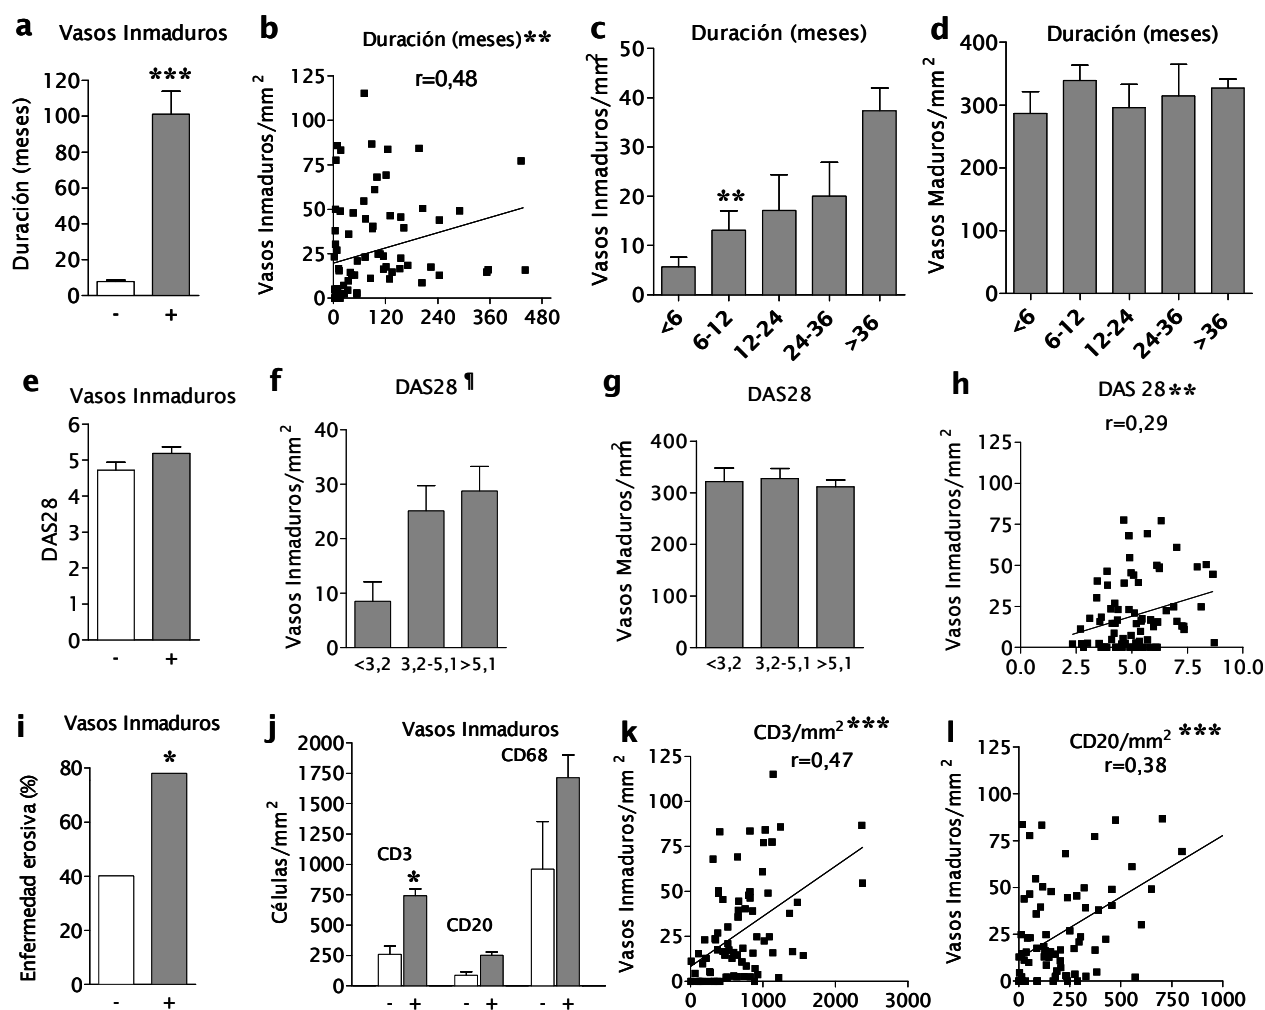 a
Vasos Inmaduros
Duración (meses)
120
100
80
60
40
20
0
***
- +
b
Duración (meses)**
r=0,48
Vasos Inmaduros/mm2
125
100
75
50
25
0
0 120 240 360 480
c
Duración (meses)
Vasos Inmaduros/mm2
50
40
30
20
10
0
**
<6 6-12 12-24 24-36 >36
d
Duración (meses)
Vasos Maduros/mm2
400
300
200
100
0
<6 6-12 12-24 24-36 >36
e
Vasos Inmaduros
DAS28
6
5
4
3
2
1
0
- +
f
DAS28 ¶
Vasos Inmaduros/mm2
40
30
20
10
0
<3,2 3,2-5,1 >5,1
g
DAS28
Vasos Maduros/mm2
400
300
200
100
0
<3,2 3,2-5,1 >5,1
h
DAS 28**
r=0,29
Vasos Inmaduros/mm2
125
100
75
50
25
0
0.0 2.5 5.0 7.5 10.0
i
Vasos Inmaduros
Enfermedad erosiva (%)
80
60
40
20
0
*
- +
j
Vasos Inmaduros
Células/mm2
2000
1750
1500
1250
1000
750
500
250
0
CD68
CD3
*
CD20
- + - + - +
k
CD3/mm2***
r=0,47
Vasos Inmaduros/mm2
125
100
75
50
25
0
0 1000 2000 3000
l
CD20/mm2 ***
r=0,38
Vasos Imaduros/mm2
125
100
75
50
25
0
0 250 500 750 1000